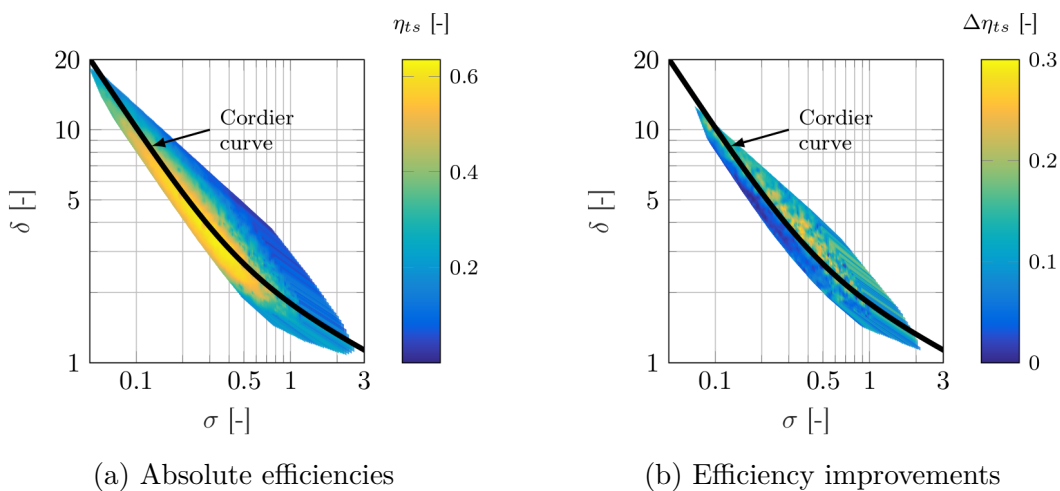 η_ts [-]
Δη_ts [-]
20
10
5
1
δ [-]
Cordier
curve
0.1
0.5
1
3
σ [-]
0.6
0.4
0.2
20
10
5
1
δ [-]
Cordier
curve
0.1
0.5
1
3
σ [-]
0.3
0.2
0.1
0
(a) Absolute efficiencies
(b) Efficiency improvements